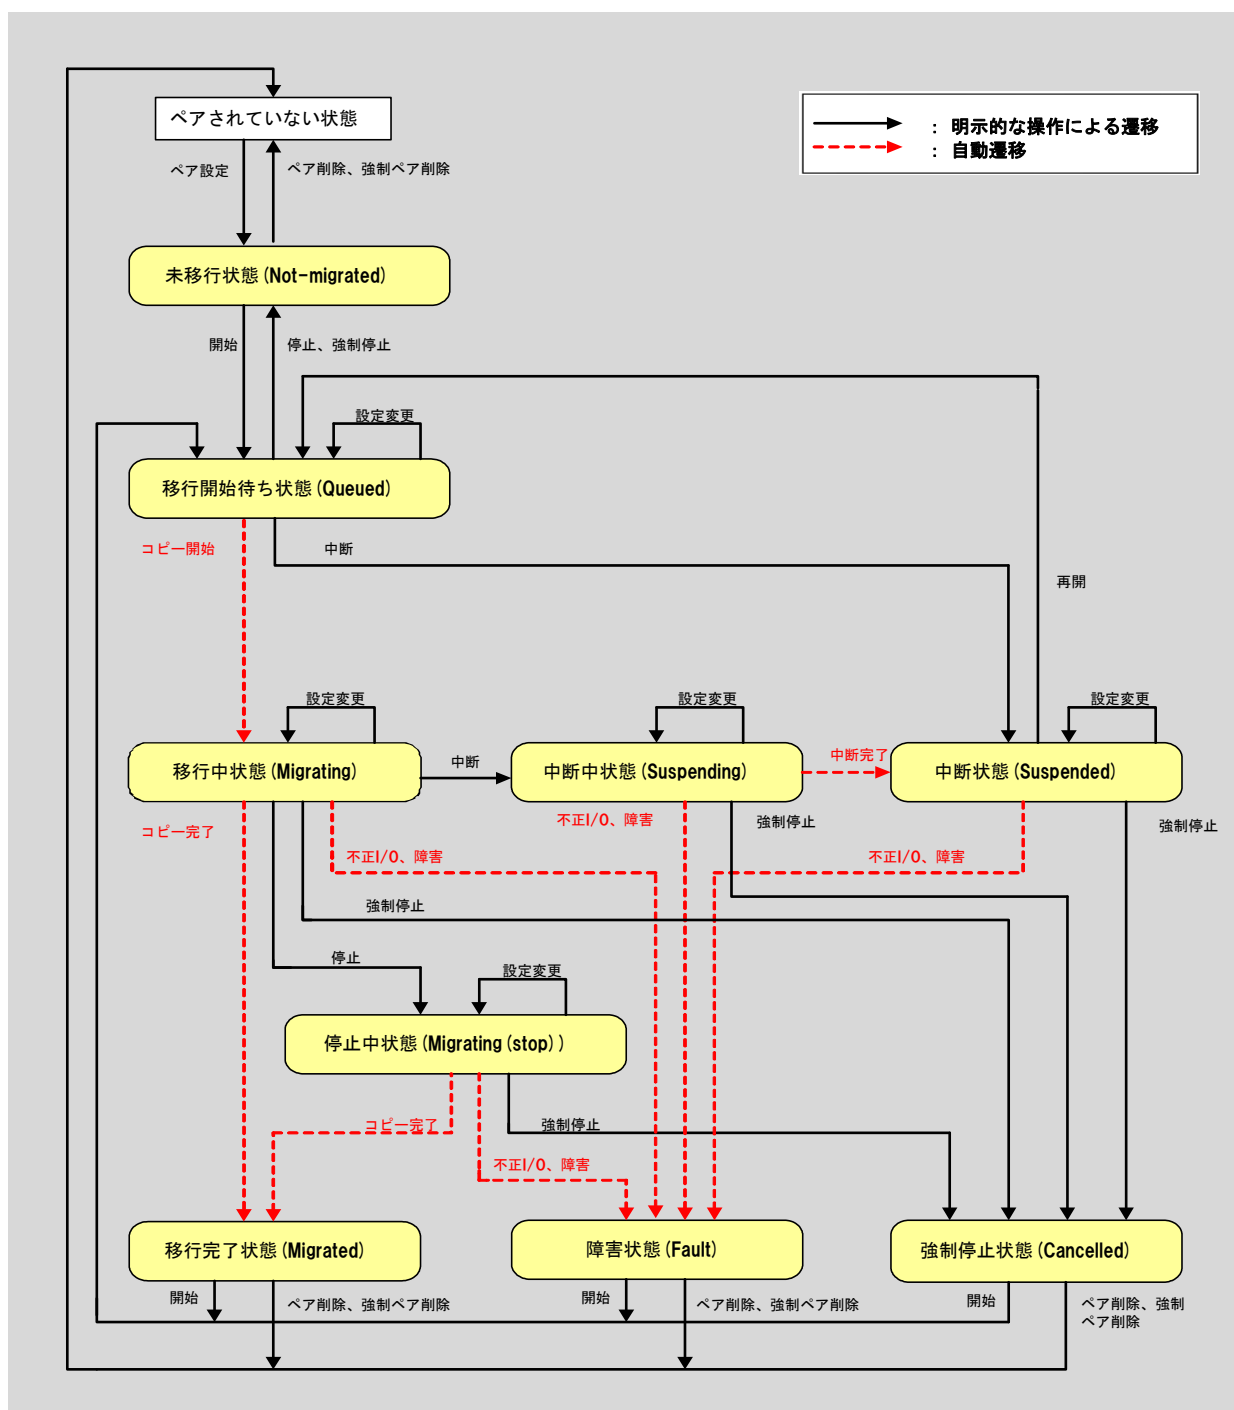 ペアされていない状態
: 明示的な操作による遷移
: 自動遷移
ペア設定
ペア削除、強制ペア削除
未移行状態(Not-migrated)
開始
停止、強制停止
設定変更
移行開始待ち状態(Queued)
コピー開始
中断
再開
設定変更
設定変更
設定変更
移行中状態(Migrating)
中断
中断中状態(Suspending)
中断完了
中断状態(Suspended)
コピー完了
不正I/O、障害
不正I/O、障害
強制停止
不正I/O、障害
強制停止
強制停止
停止
設定変更
停止中状態(Migrating(stop))
コピー完了
強制停止
不正I/O、障害
移行完了状態(Migrated)
障害状態(Fault)
強制停止状態(Cancelled)
開始
ペア削除、強制ペア削除
開始
ペア削除、強制ペア削除
開始
ペア削除、強制
ペア削除